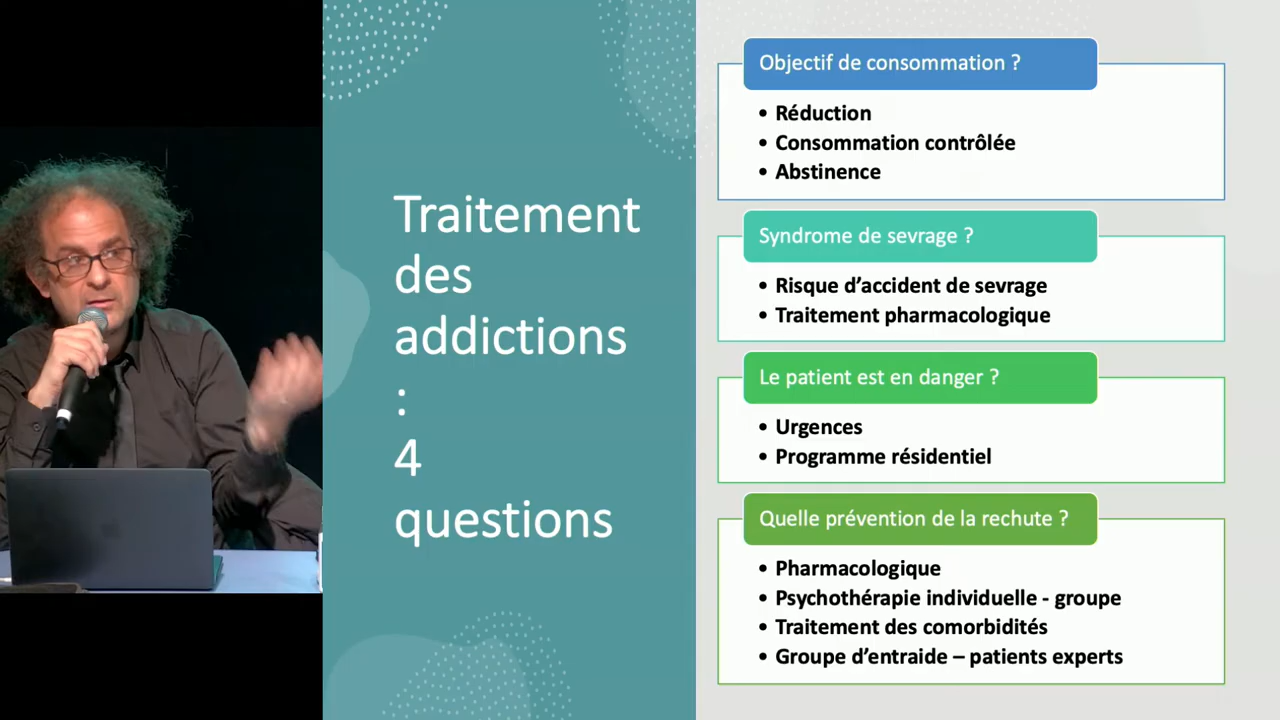 Traitement
des
addictions
:
4
questions
Objectif de consommation ?
• Réduction
• Consommation contrôlée
• Abstinence
Syndrome de sevrage ?
• Risque d’accident de sevrage
• Traitement pharmacologique
Le patient est en danger ?
• Urgences
• Programme résidentiel
Quelle prévention de la rechute ?
• Pharmacologique
• Psychothérapie individuelle - groupe
• Traitement des comorbidités
• Groupe d’entraide – patients experts